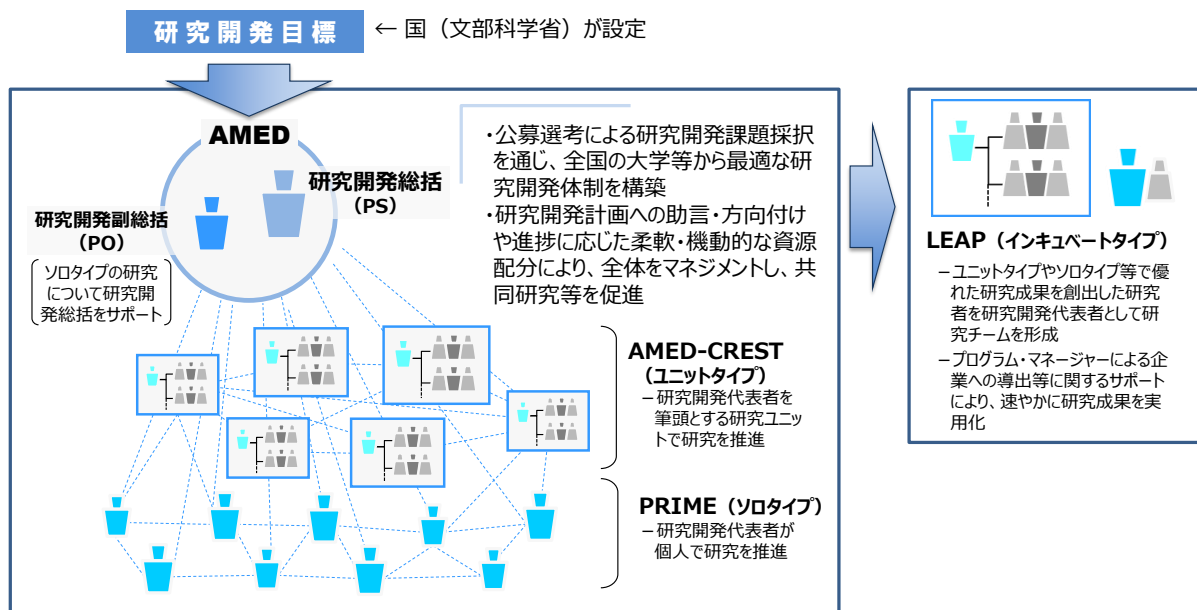 研究開発目標
← 国（文部科学省）が設定
AMED
研究開発総括
（PS）
研究開発副総括
（PO）
ソロタイプの研究
について研究開
発総括をサポート
・公募選考による研究開発課題採択
を通じ、全国の大学等から最適な研
究開発体制を構築
・研究開発計画への助言・方向付け
や進捗に応じた柔軟・機動的な資源
配分により、全体をマネジメントし、共
同研究等を促進
AMED-CREST
（ユニットタイプ）
－研究開発代表者を
筆頭とする研究ユニッ
トで研究を推進
PRIME（ソロタイプ）
－研究開発代表者が
個人で研究を推進
LEAP（インキュベートタイプ）
－ユニットタイプやソロタイプ等で優
れた研究成果を創出した研究
者を研究開発代表者として研
究チームを形成
－プログラム・マネージャーによる企
業への導出等に関するサポート
により、速やかに研究成果を実
用化